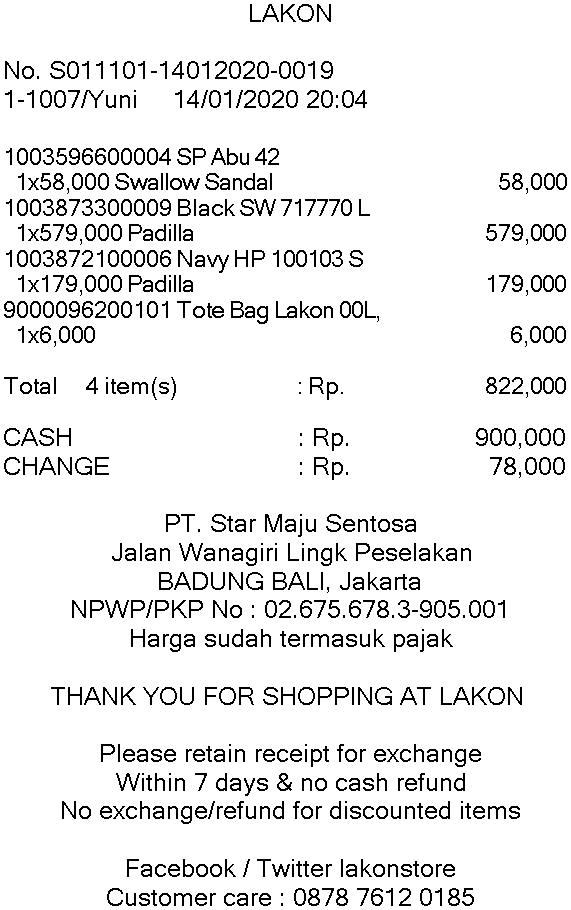 LAKON
No. S011101-14012020-0019
1-1007/Yuni 14/01/2020 20:04
1003596600004 SP Abu 42
1x58,000 Swallow Sandal 58,000
1003873300009 Black SW 717770 L
1x579,000 Padilla 579,000
1003872100006 Navy HP 100103 S
1x179,000 Padilla 179,000
9000096200101 Tote Bag Lakon 00L,
1x6,000 6,000
Total 4 item(s) : Rp. 822,000
CASH : Rp. 900,000
CHANGE : Rp. 78,000
PT. Star Maju Sentosa
Jalan Wanagiri Lingk Peselakan
BADUNG BALI, Jakarta
NPWP/PKP No : 02.675.678.3-905.001
Harga sudah termasuk pajak
THANK YOU FOR SHOPPING AT LAKON
Please retain receipt for exchange
Within 7 days & no cash refund
No exchange/refund for discounted items
Facebook / Twitter lakonstore
Customer care : 0878 7612 0185